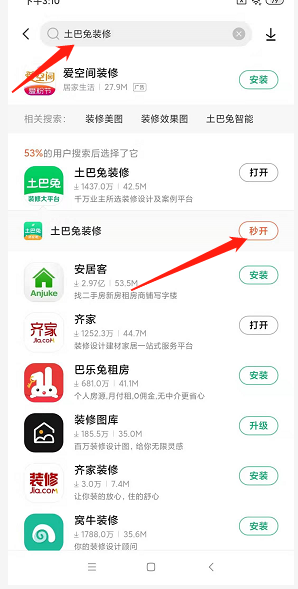 下午3:10
土巴兔装修
爱空间装修
居家生活 | 27.9M 广告
安装
相关搜索： 装修美图 装修效果图 土巴兔智能
53%的用户搜索后选择了它
土巴兔
装修大平台
土巴兔装修
1437.0万 | 42.5M
千万业主所选装修设计及案例平台
打开
土巴兔装修
秒开
Anjuke
安居客
2.97亿 | 53.5M
找二手房新房租房商铺写字楼
安装
齐家
Jia.com
齐家
1252.3万 | 44.7M
装修设计建材家居一站式服务平台
打开
巴乐兔租房
681.0万 | 41.1M
个人房源,月付租,0佣金,无中介更省心
安装
装修图库
185.5万 | 35.0M
百万装修设计图，给你无限灵感
升级
装修
Jia.com
齐家装修
3.0万 | 7.4M
让你装的放心，住的舒心
安装
窝牛装修
1788.0万 | 35.6M
你的装修设计顾问
安装